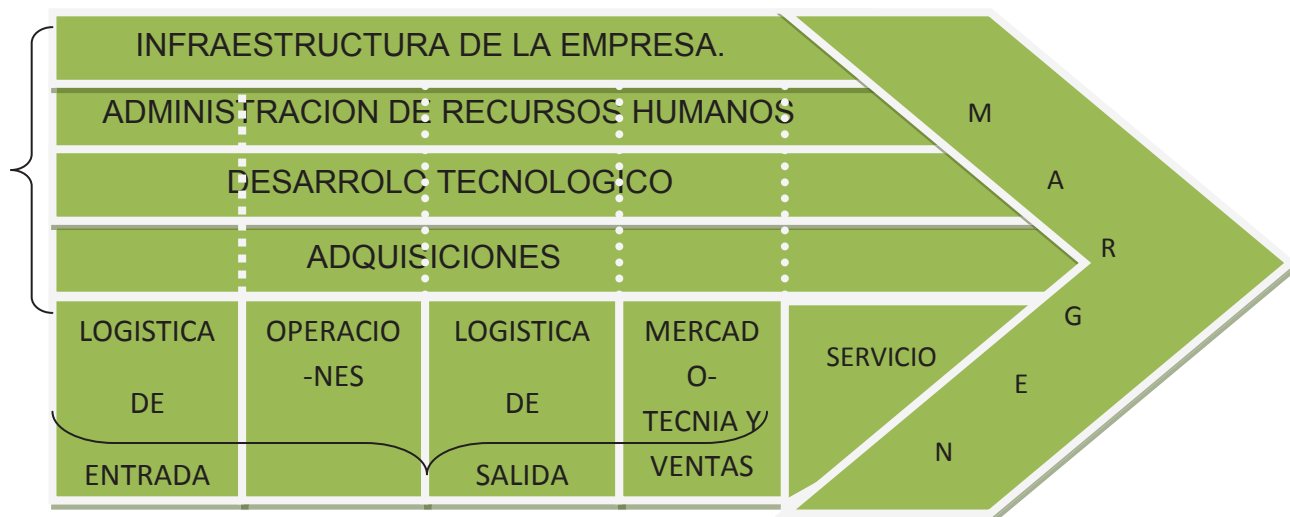 INFRAESTRUCTURA DE LA EMPRESA.
ADMINISTRACION DE RECURSOS HUMANOS
DESARROLO TECNOLOGICO
ADQUISICIONES
LOGISTICA
DE
ENTRADA
OPERACIO
-NES
LOGISTICA
DE
SALIDA
MERCAD
O-
TECNIA Y
VENTAS
SERVICIO
M
A
R
G
E
N